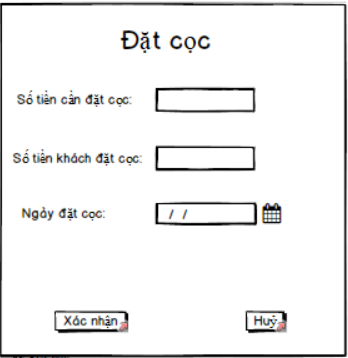 Đặt cọc
Số tiền cần đặt cọc:
Số tiền khách đặt cọc:
Ngày đặt cọc:
/ /
Xác nhận
Huỷ